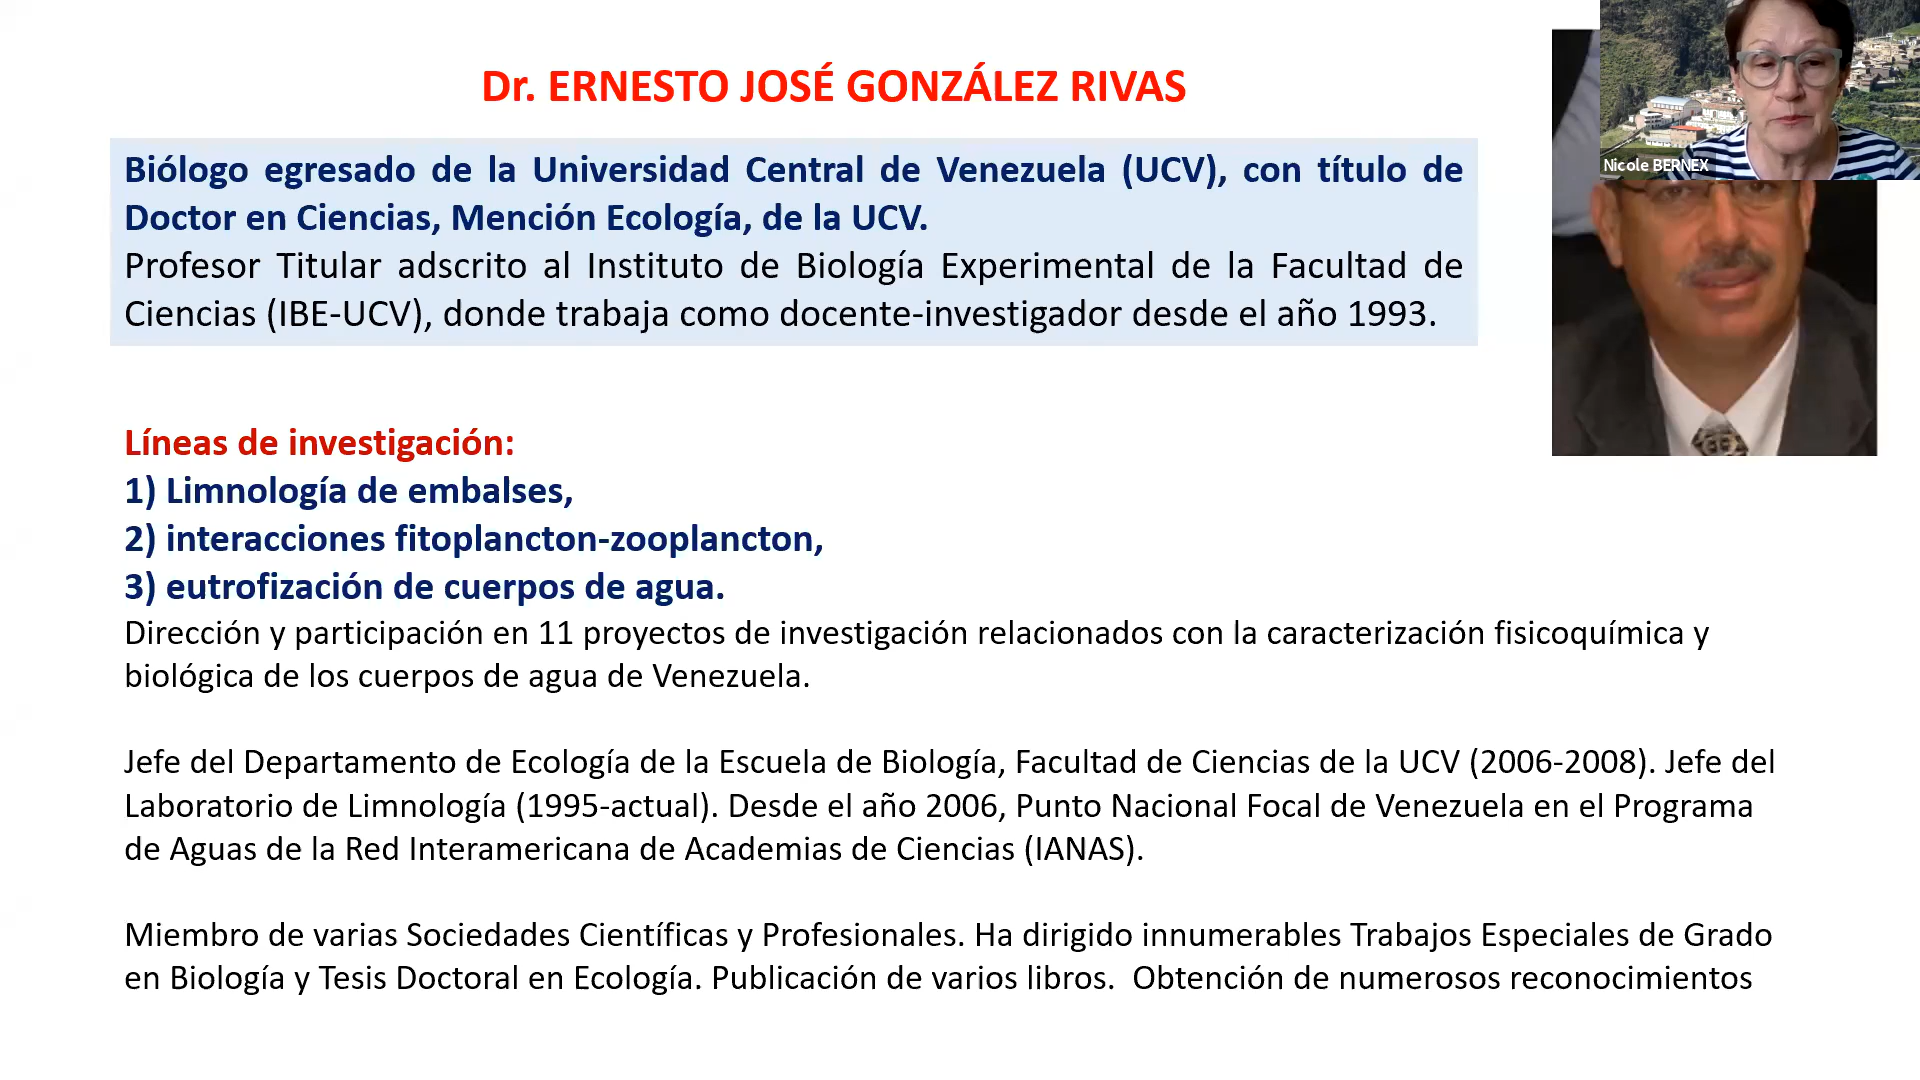 Dr. ERNESTO JOSÉ GONZÁLEZ RIVAS
Nicole BERNEX
Biólogo egresado de la Universidad Central de Venezuela (UCV), con título de
Doctor en Ciencias, Mención Ecología, de la UCV.
Profesor Titular adscrito al Instituto de Biología Experimental de la Facultad de
Ciencias (IBE-UCV), donde trabaja como docente-investigador desde el año 1993.
Líneas de investigación:
1) Limnología de embalses,
2) interacciones fitoplancton-zooplancton,
3) eutrofización de cuerpos de agua.
Dirección y participación en 11 proyectos de investigación relacionados con la caracterización fisicoquímica y
biológica de los cuerpos de agua de Venezuela.
Jefe del Departamento de Ecología de la Escuela de Biología, Facultad de Ciencias de la UCV (2006-2008). Jefe del
Laboratorio de Limnología (1995-actual). Desde el año 2006, Punto Nacional Focal de Venezuela en el Programa
de Aguas de la Red Interamericana de Academias de Ciencias (IANAS).
Miembro de varias Sociedades Científicas y Profesionales. Ha dirigido innumerables Trabajos Especiales de Grado
en Biología y Tesis Doctoral en Ecología. Publicación de varios libros.  Obtención de numerosos reconocimientos